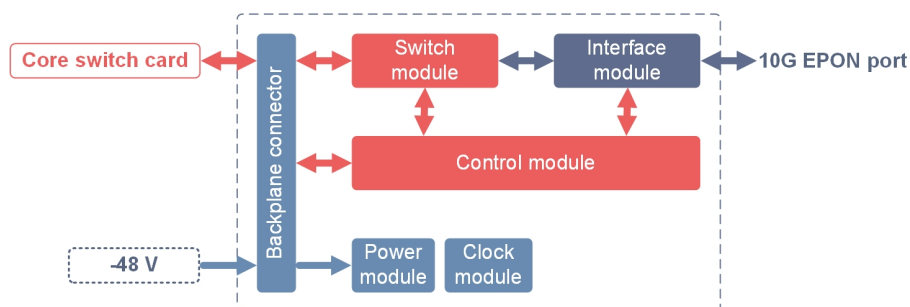 Core switch card
Backplane connector
Switch
module
Interface
module
10G EPON port
Control module
-48 V
Power
module
Clock
module